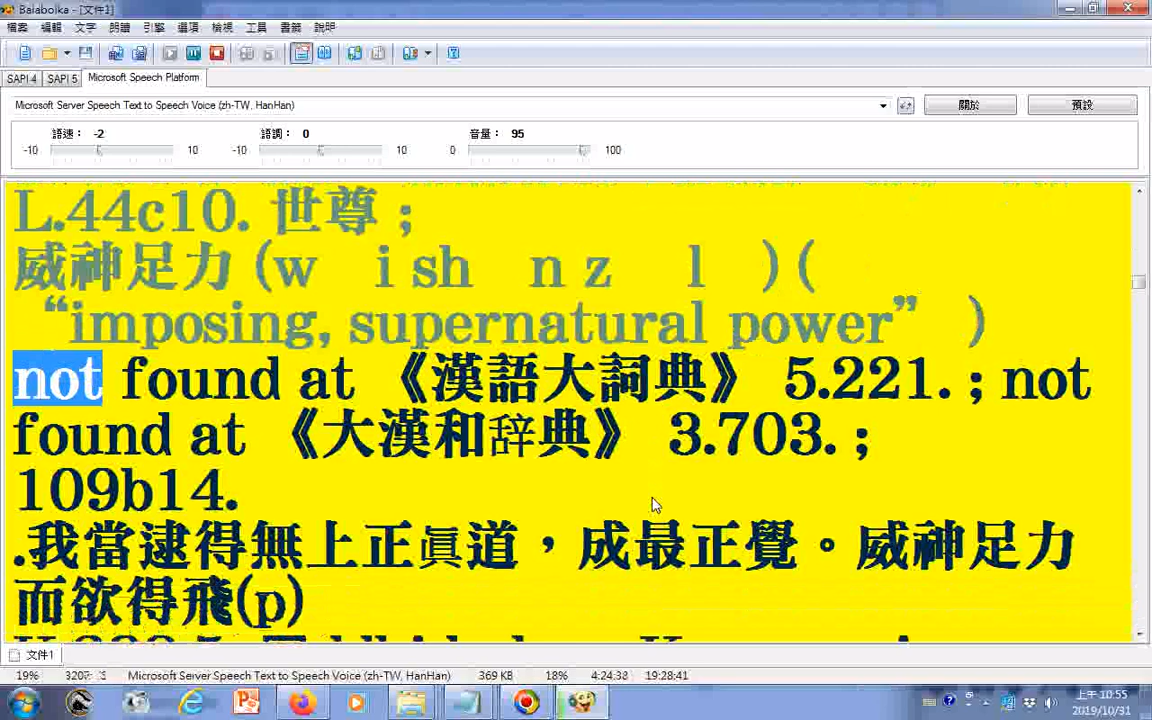 Balabolka - [文件1]
檔案 編輯 文字 朗讀 引擎 選項 檢視 工具 書籤 說明
SAPI 4 SAPI 5 Microsoft Speech Platform
Microsoft Server Speech Text to Speech Voice (zh-TW, HanHan) 關於 預設
語速： -2 語調： 0 音量： 95
-10 10 -10 10 0 100
L.44c10. 世尊；
威神足力 (w i sh n z l )(
“imposing, supernatural power” )
not found at 《漢語大詞典》 5.221. ; not
found at 《大漢和辞典》 3.703. ;
109b14.
.我當逮得無上正眞道，成最正覺。威神足力
而欲得飛(p)
文件1
19% Microsoft Server Speech Text to Speech Voice (zh-TW, HanHan) 369 KB 18% 4:24:38 19:28:41
上午 10:55
2019/10/31